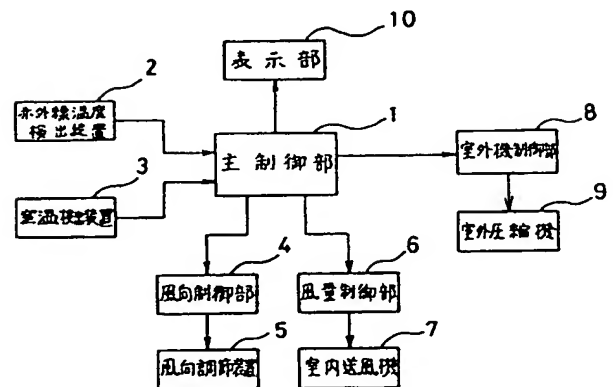 10
表示部
2
赤外線温度
検出装置
1
主制御部
8
室外機制御部
3
室温検出装置
9
室外圧縮機
4
風向制御部
6
風量制御部
5
風向調節装置
7
室内送風機